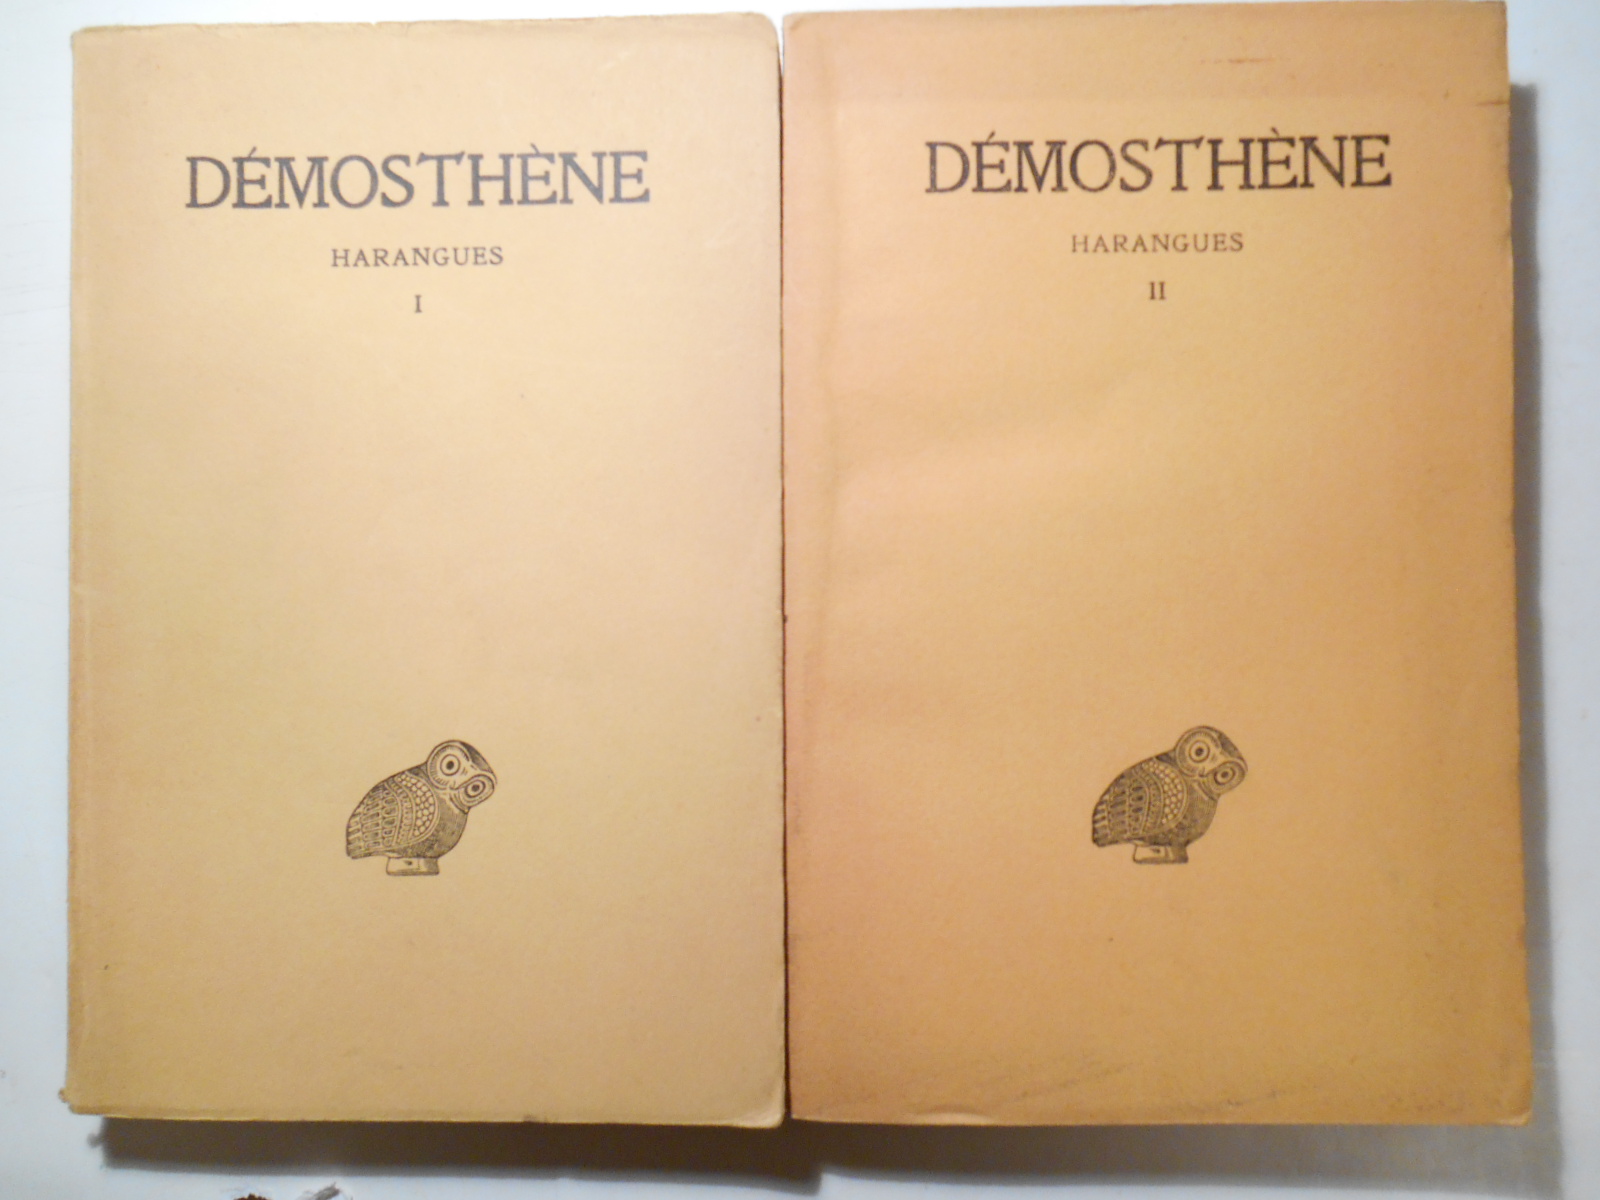 DÉMOSTHÈNE
HARANGUES
I
DÉMOSTHÈNE
HARANGUES
II